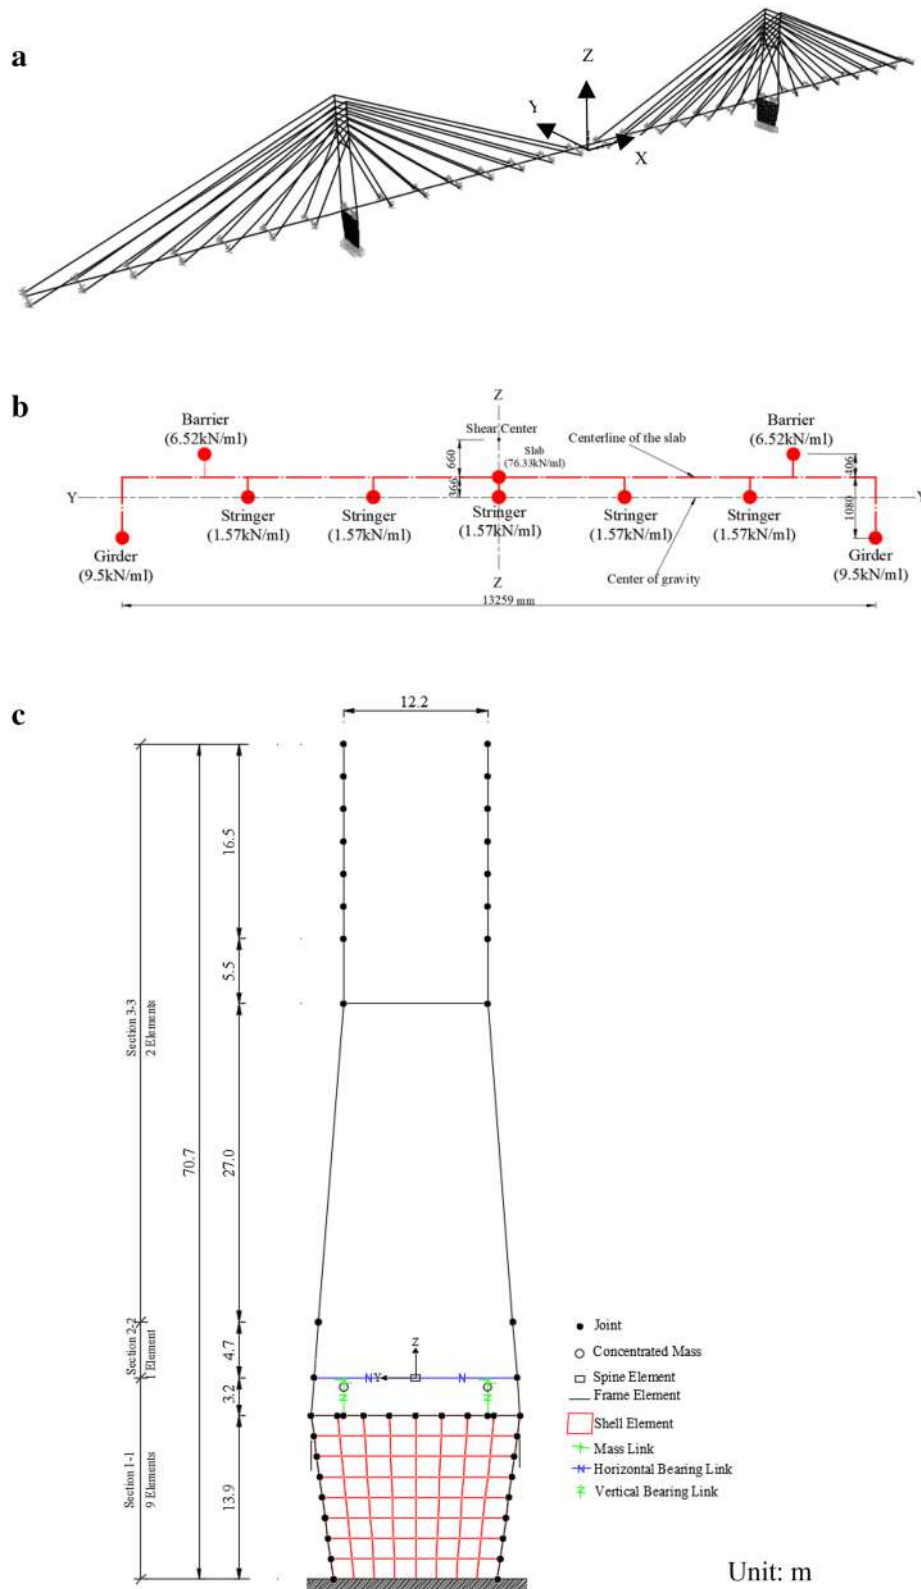 a
Z
Y
X
b
Z
Barrier
(6.52kN/ml)
Shear Center
Centerline of the slab
Barrier
(6.52kN/ml)
660
Slab
(76.33kN/ml)
406
366
Y
Y
Stringer
(1.57kN/ml)
Stringer
(1.57kN/ml)
Stringer
(1.57kN/ml)
Stringer
(1.57kN/ml)
Stringer
(1.57kN/ml)
1080
Girder
(9.5kN/ml)
Center of gravity
Girder
(9.5kN/ml)
Z
13259 mm
c
12.2
16.5
5.5
Section 3-3
2 Elements
70.7
27.0
Section 2-2
1 Element
4.7
Z
Y
N
N
3.2
N
N
Section 1-1
9 Elements
13.9
Joint
Concentrated Mass
Spine Element
Frame Element
Shell Element
Mass Link
N Horizontal Bearing Link
Vertical Bearing Link
Unit: m